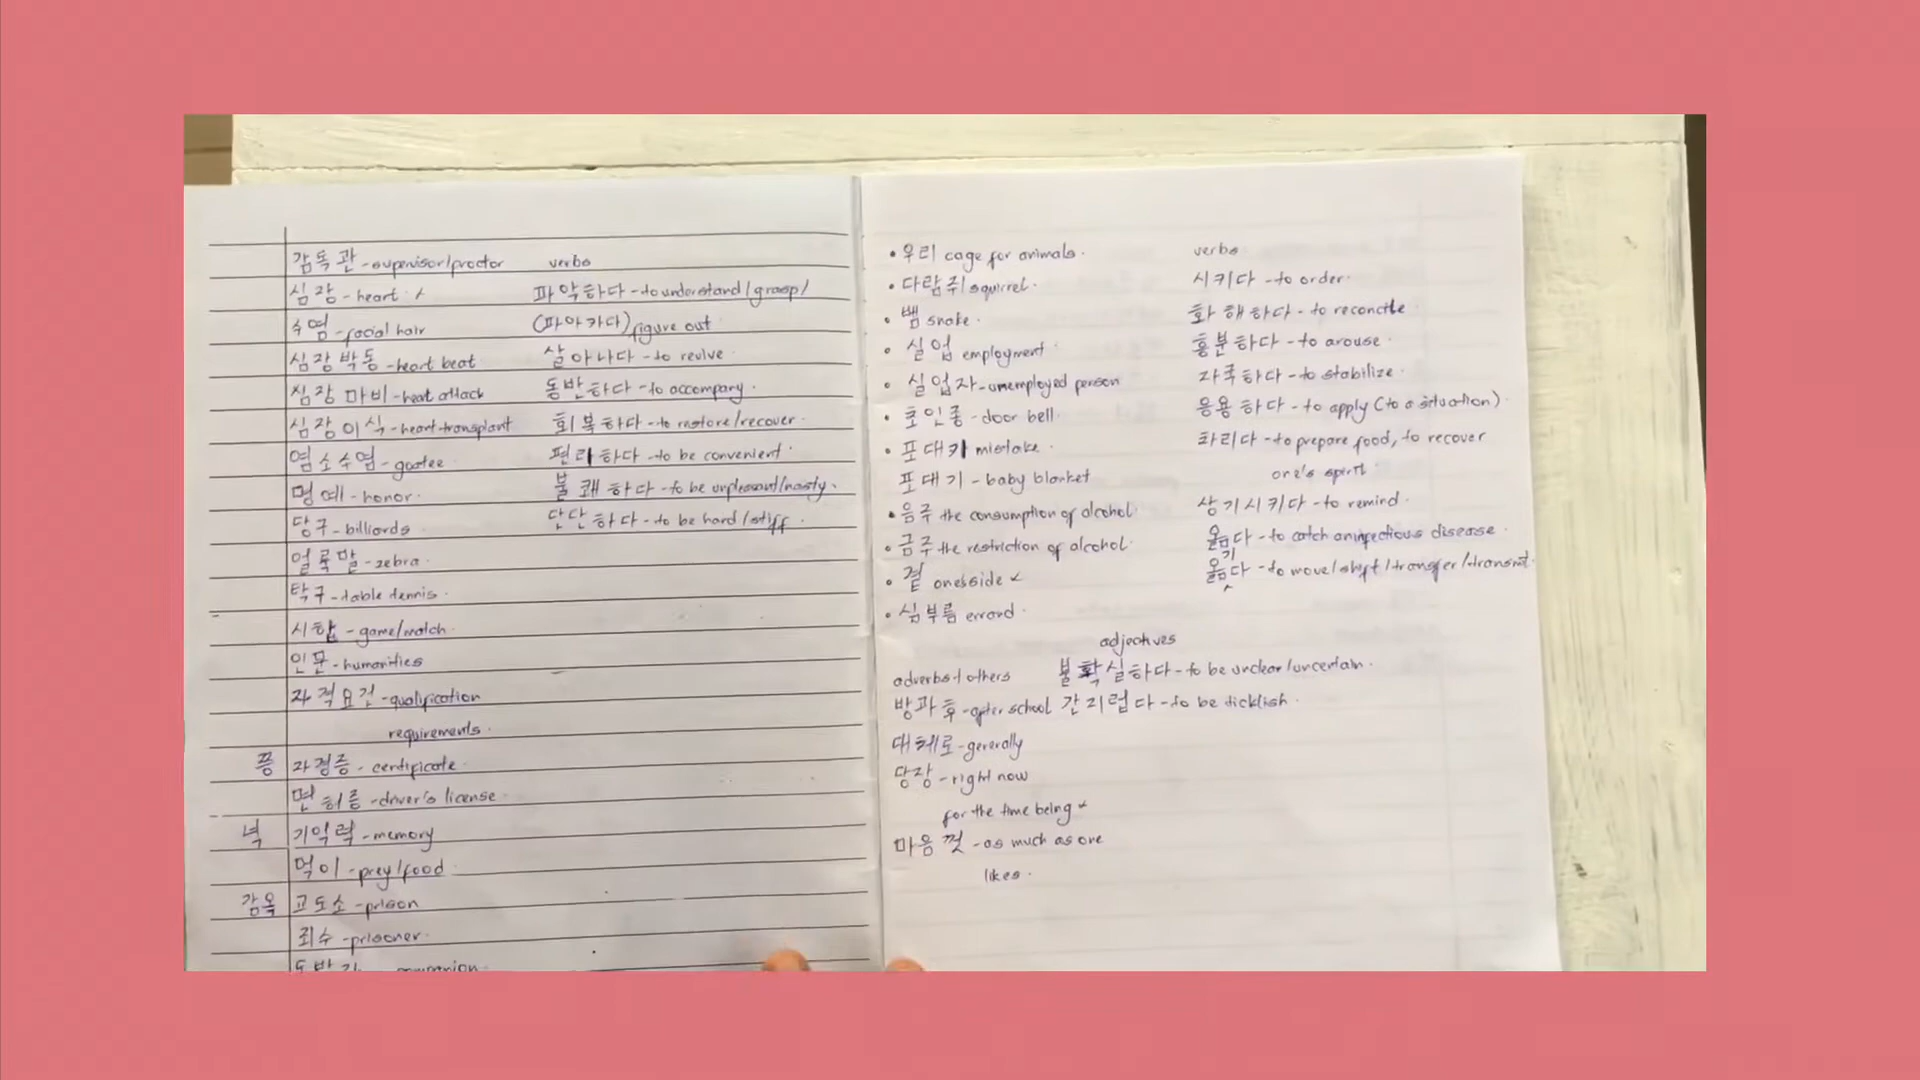 감독관 - supervisor/proctor
심장 - heart
수염 - facial hair
심장박동 - heart beat
심장마비 - heat attack
심장이식 - heart transplant
염소수염 - goatee
명예 - honor.
당구 - billiards
얼룩말 - zebra.
탁구 - table tennis.
시합 - game/match.
인문 - humanities
자격요건 - qualification
requirements.
증 자경증 - certificate.
면허증 - driver's license
녁 기억력 - memory
먹이 - prey/food
감옥 교도소 - prison
죄수 - prisoner.
companion.
verbs
파악하다 - to understand/grasp/
(파아카다) figure out
살아나다 - to revive
동반하다 - to accompany.
회복하다 - to restore/recover.
편리하다 - to be convenient.
불쾌하다 - to be unpleasant/nasty.
단단하다 - to be hard/stiff.
• 우리 cage for animals.
• 다람쥐 squirrel.
• 뱀 snake.
• 실업 employment
• 실업자 - unemployed person
• 초인종 - door bell.
• 포대기 mistake.
포대기 - baby blanket
• 음주 the consumption of alcohol
• 금주 the restriction of alcohol.
• 곁 one's side
• 심부름 errand.
adverbs + others
방과후 - after school
대체로 - generally
당장 - right now
for the time being
마음껏 - as much as one
likes.
verbs
시키다 - to order.
화해하다 - to reconcile
흥분하다 - to arouse.
자극하다 - to stabilize.
응용하다 - to apply (to a situation).
차리다 - to prepare food, to recover
one's spirit
상기시키다 - to remind.
옮다 - to catch an infectious disease
옮기다 - to move/shift/transfer/transmit
adjectives
불확실하다 - to be unclear/uncertain.
간지럽다 - to be ticklish.